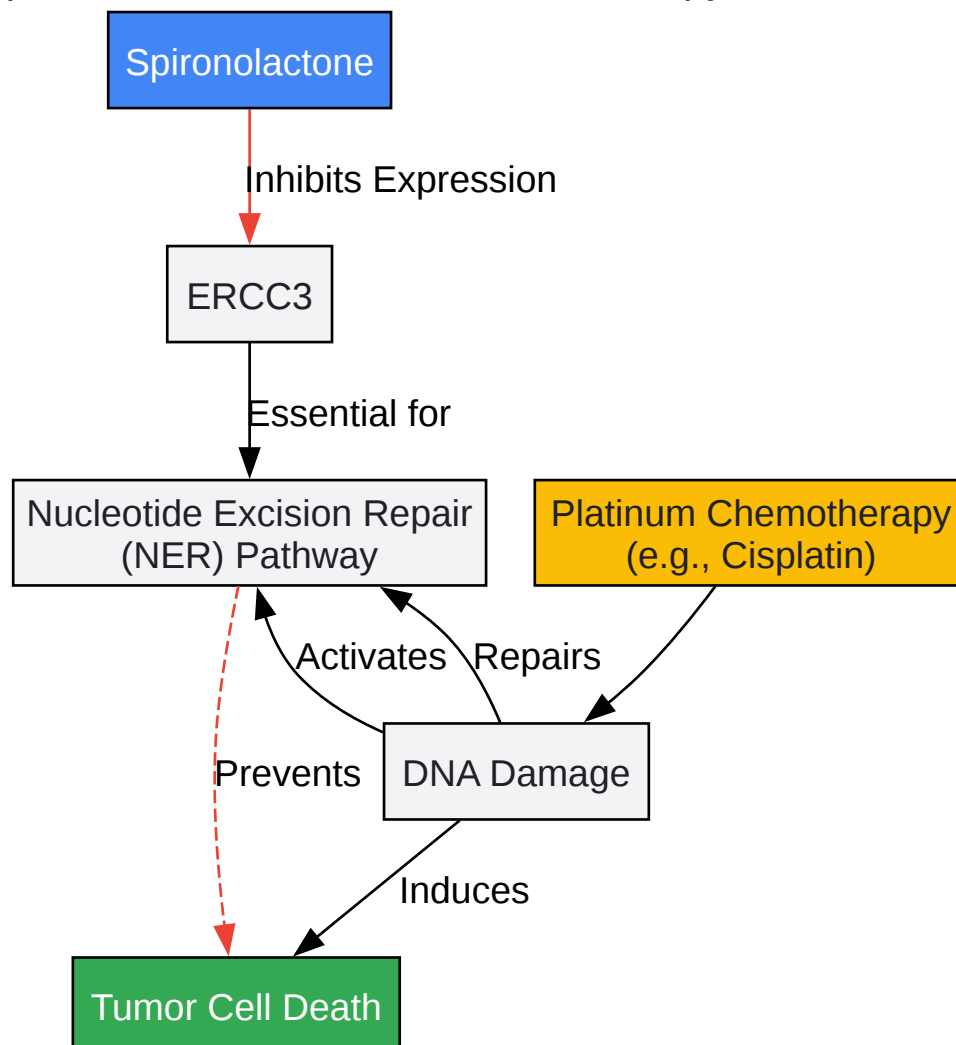 Spironolactone
Inhibits Expression
ERCC3
Essential for
Nucleotide Excision Repair
(NER) Pathway
Platinum Chemotherapy
(e.g., Cisplatin)
Activates
Repairs
Prevents
DNA Damage
Induces
Tumor Cell Death